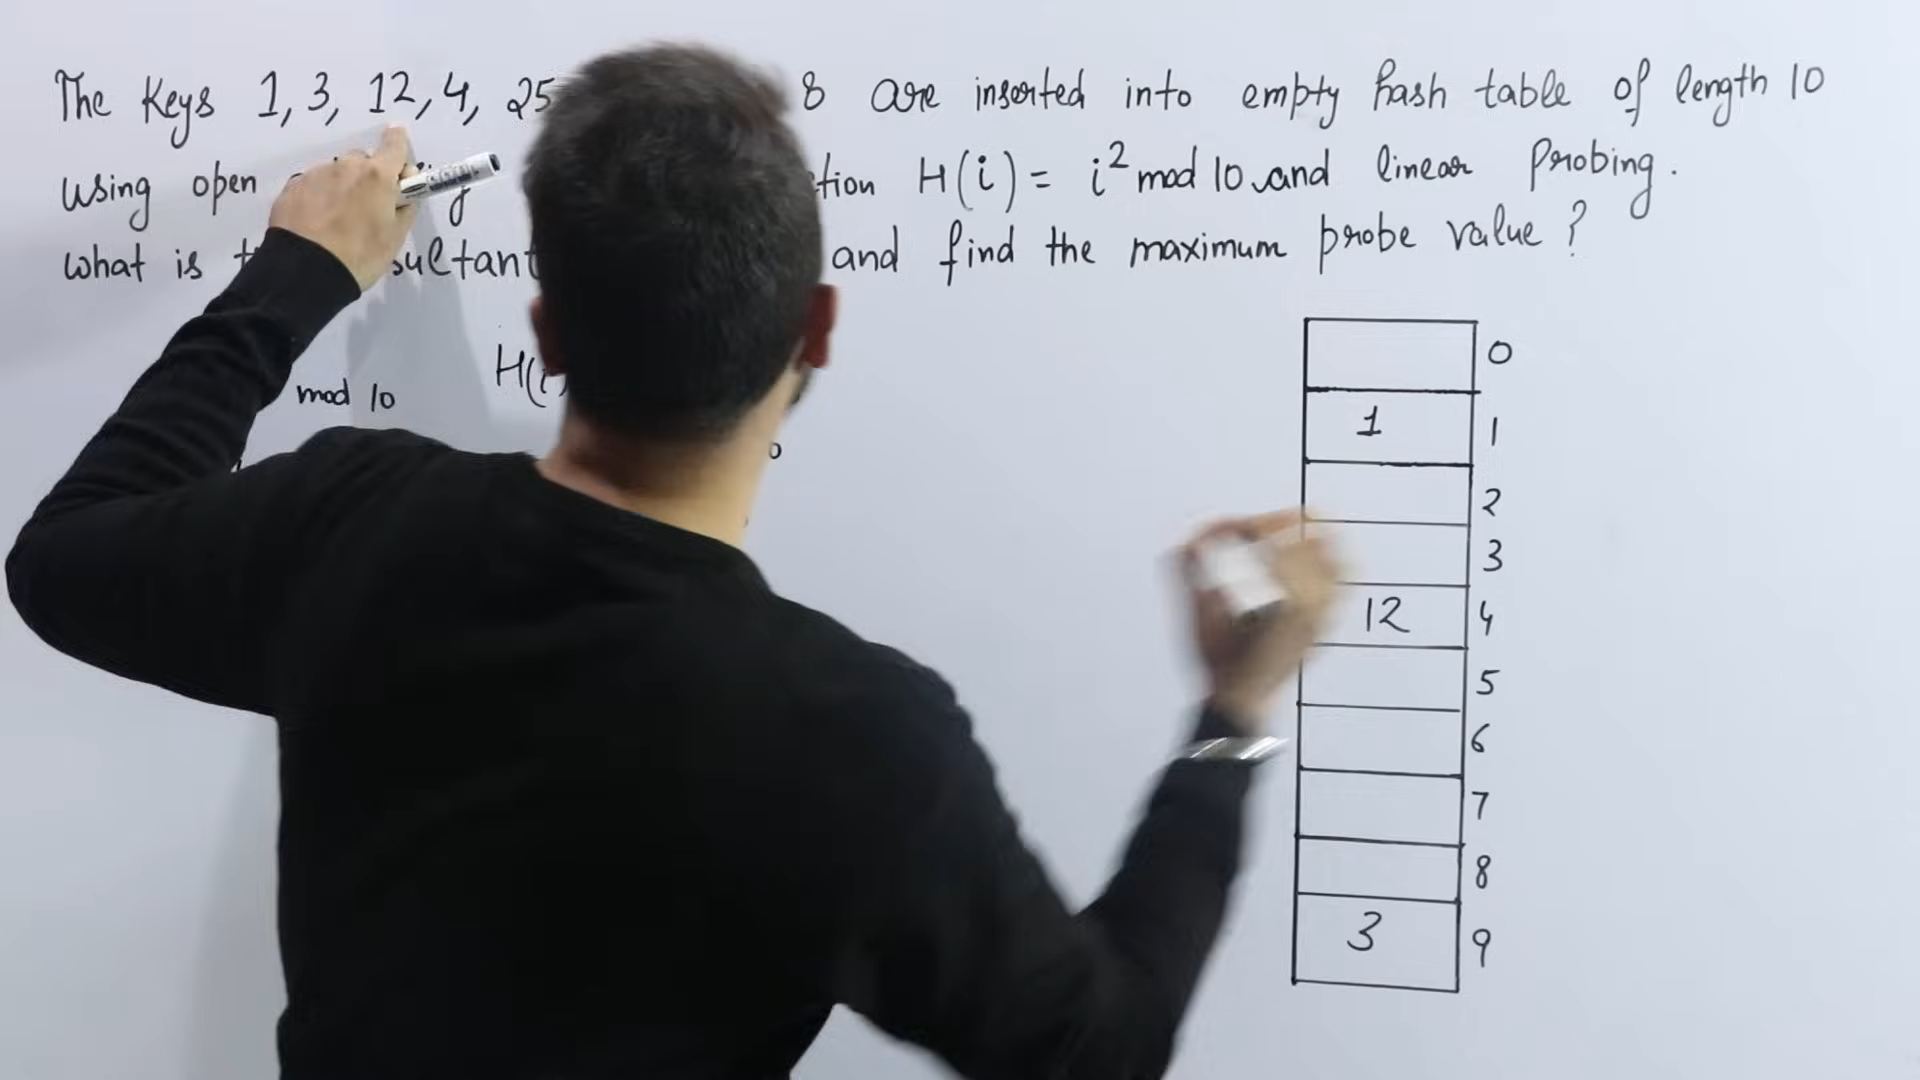 The Keys 1, 3, 12, 4, 25 8 are inserted into empty hash table of length 10
using open tion H(i) = i² mod 10 and linear Probing.
what is sultant and find the maximum probe value ?
mod 10 H(i)
0
1 1
2
3
12 4
5
6
7
8
3 9